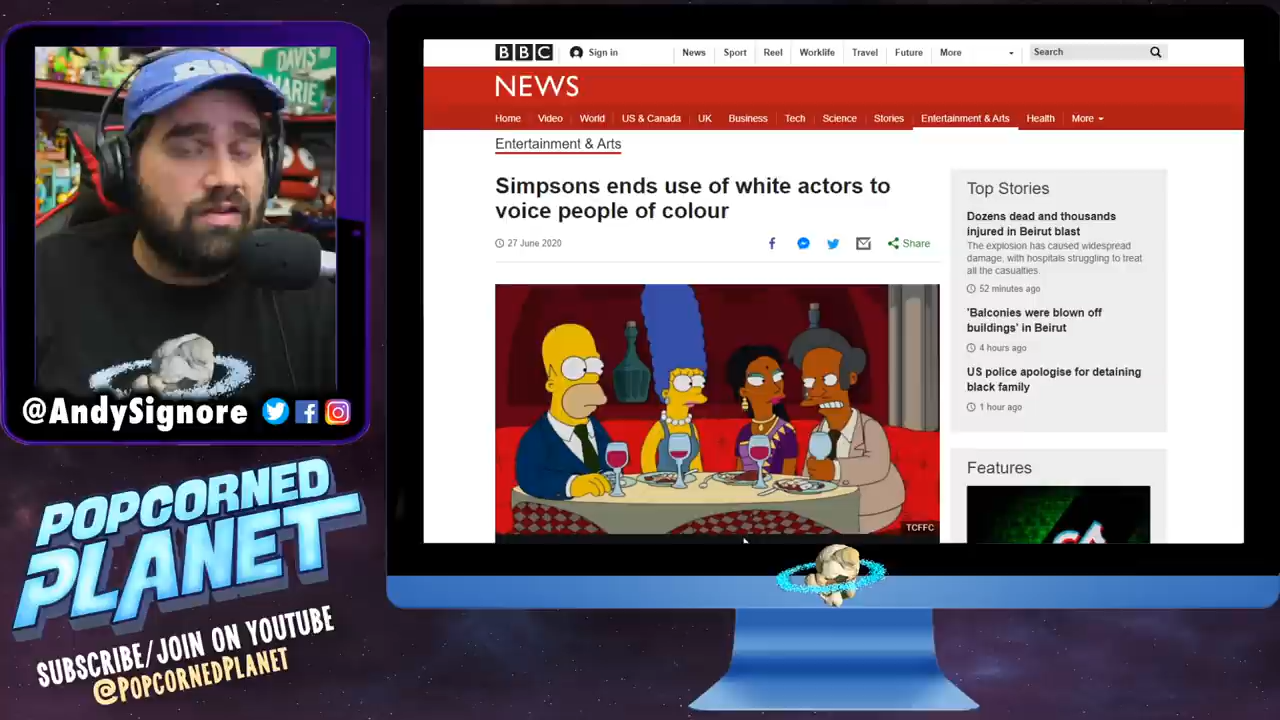 DAVIS
MARIE
@AndySignore
POPCORNED
PLANET
SUBSCRIBE/JOIN ON YOUTUBE
@POPCORNEDPLANET
BBC
Sign in
News
Sport
Reel
Worklife
Travel
Future
More
Search
NEWS
Home
Video
World
US & Canada
UK
Business
Tech
Science
Stories
Entertainment & Arts
Health
More
Entertainment & Arts
Simpsons ends use of white actors to
voice people of colour
27 June 2020
Share
TCFFC
Top Stories
Dozens dead and thousands
injured in Beirut blast
The explosion has caused widespread
damage, with hospitals struggling to treat
all the casualties.
52 minutes ago
'Balconies were blown off
buildings' in Beirut
4 hours ago
US police apologise for detaining
black family
1 hour ago
Features